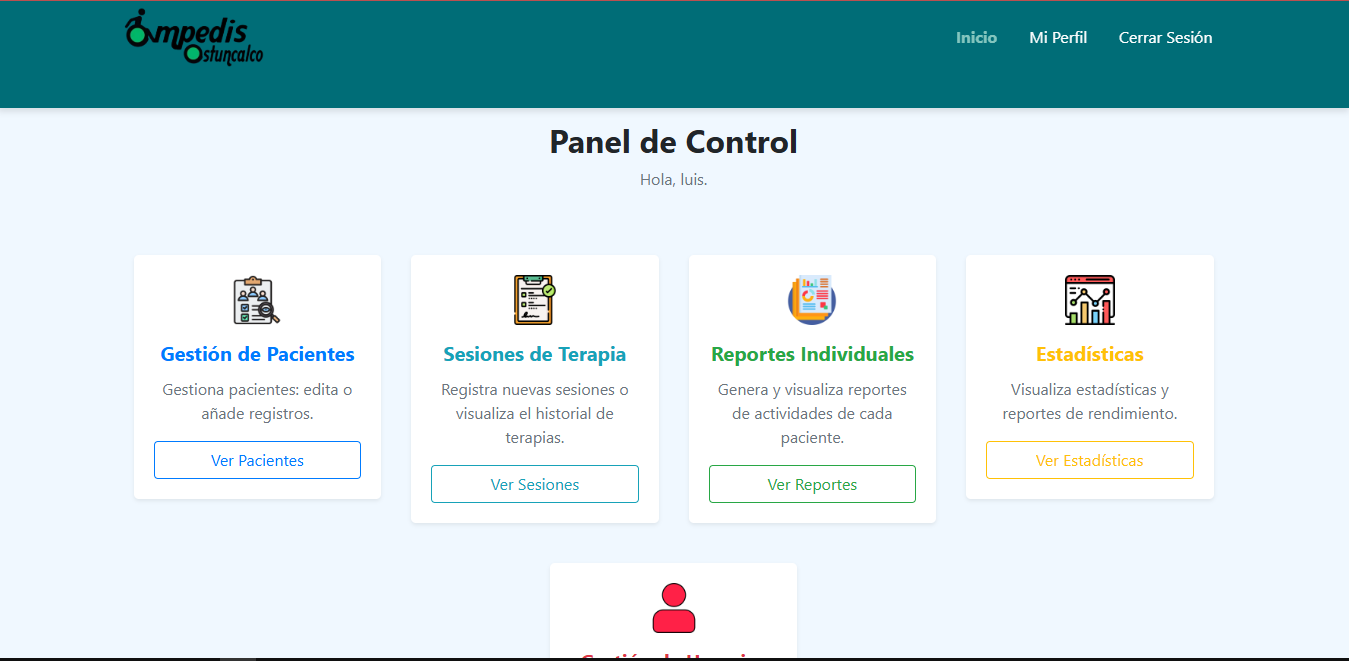 Ompedis
Ostuncalco
Inicio
Mi Perfil
Cerrar Sesión
Panel de Control
Hola, luis.
Gestión de Pacientes
Gestiona pacientes: edita o
añade registros.
Ver Pacientes
Sesiones de Terapia
Registra nuevas sesiones o
visualiza el historial de
terapias.
Ver Sesiones
Reportes Individuales
Genera y visualiza reportes
de actividades de cada
paciente.
Ver Reportes
Estadísticas
Visualiza estadísticas y
reportes de rendimiento.
Ver Estadísticas